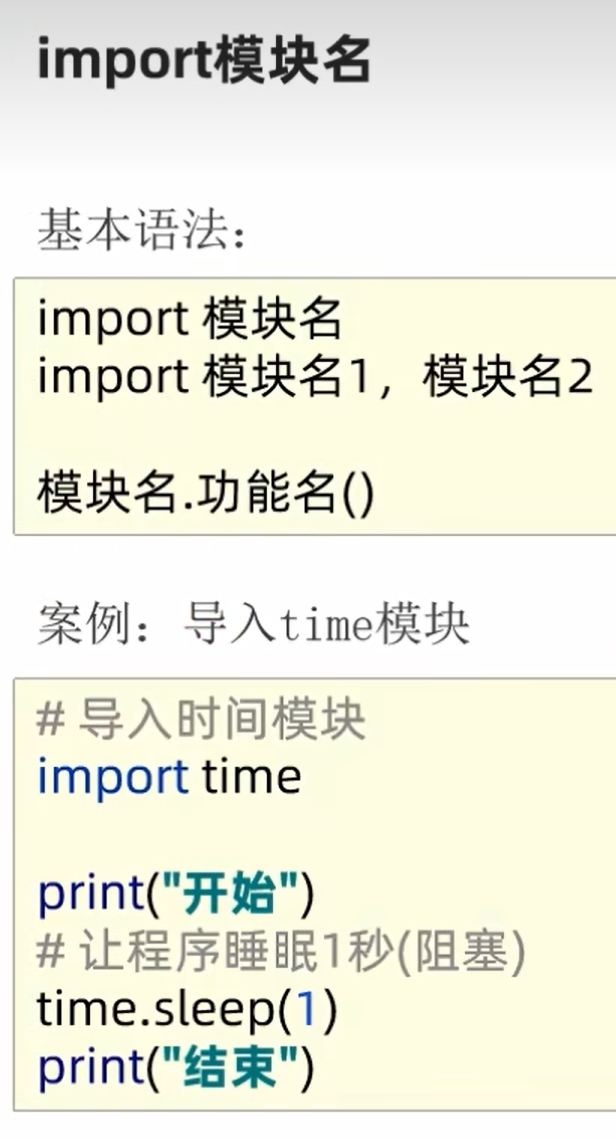 import模块名
基本语法：
import 模块名
import 模块名1，模块名2
模块名.功能名()
案例：导入time模块
# 导入时间模块
import time
print("开始")
# 让程序睡眠1秒(阻塞)
time.sleep(1)
print("结束")